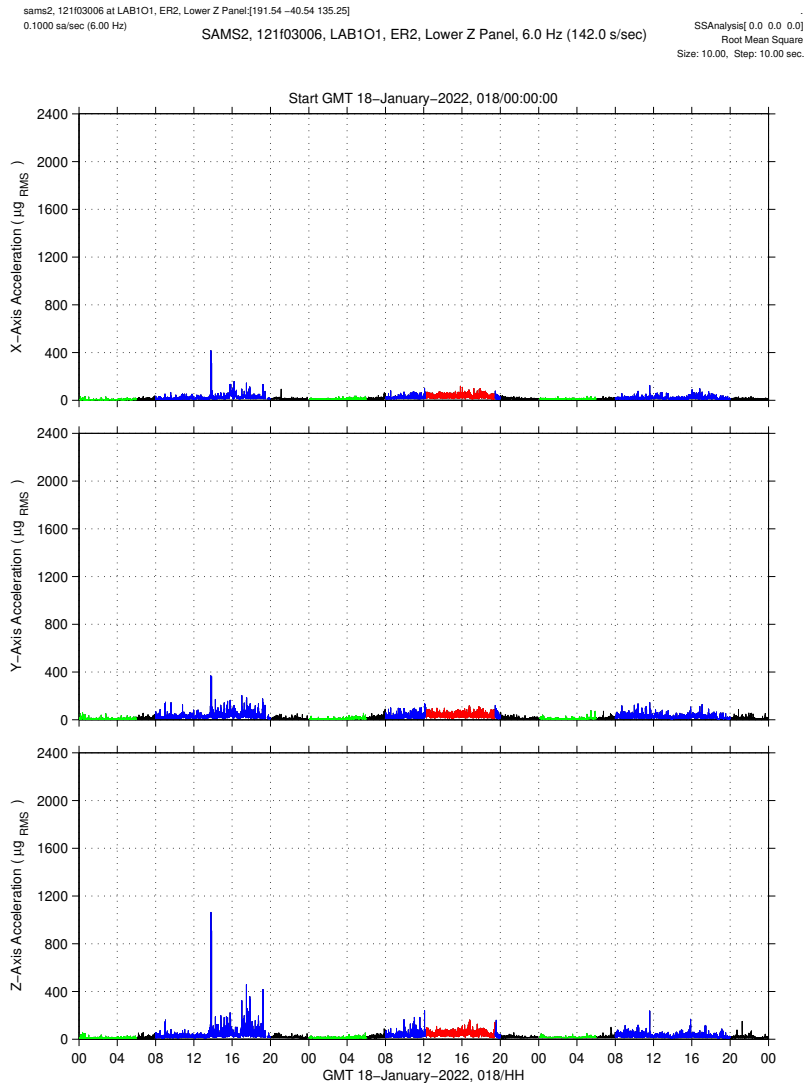 sams2, 121f03006 at LAB1O1, ER2, Lower Z Panel:[191.54 −40.54 135.25]
.
0.1000 sa/sec (6.00 Hz)
SSAnalysis[ 0.0 0.0 0.0]
SAMS2, 121f03006, LAB1O1, ER2, Lower Z Panel, 6.0 Hz (142.0 s/sec)
Root Mean Square
Size: 10.00, Step: 10.00 sec.
Start GMT 18−January−2022, 018/00:00:00
X−Axis Acceleration ( μg RMS )
2400
2000
1600
1200
800
400
0
Y−Axis Acceleration ( μg RMS )
2400
2000
1600
1200
800
400
0
Z−Axis Acceleration ( μg RMS )
2400
2000
1600
1200
800
400
0
00 04 08 12 16 20 00 04 08 12 16 20 00 04 08 12 16 20 00
GMT 18−January−2022, 018/HH